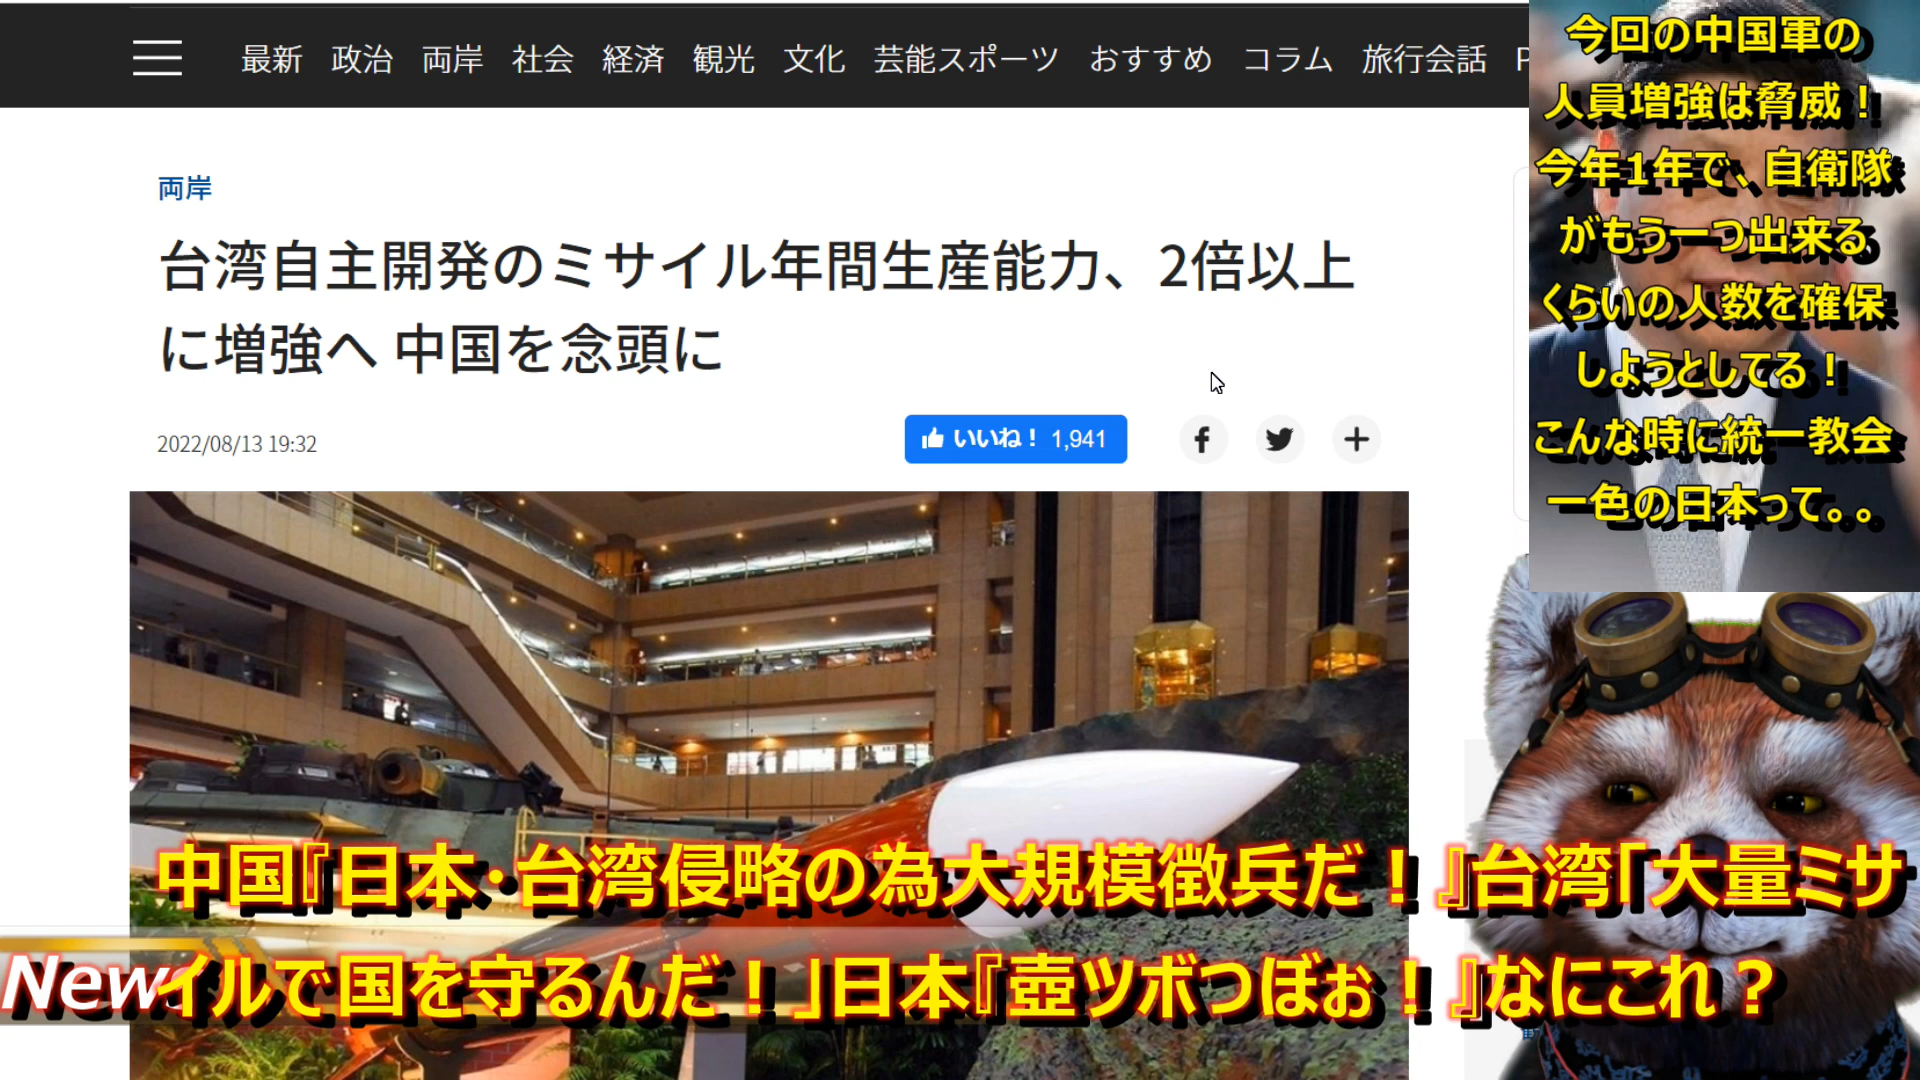 最新 政治 両岸 社会 経済 観光 文化 芸能スポーツ おすすめ コラム 旅行会話
両岸
台湾自主開発のミサイル年間生産能力、2倍以上
に増強へ 中国を念頭に
2022/08/13 19:32
いいね！ 1,941
今回の中国軍の
人員増強は脅威！
今年1年で、自衛隊
がもう一つ出来る
くらいの人数を確保
しようとしてる！
こんな時に統一教会
一色の日本って。。
中国『日本・台湾侵略の為大規模徴兵だ！』台湾「大量ミサ
イルで国を守るんだ！」日本『壺ツボつぼぉ！』なにこれ？
News